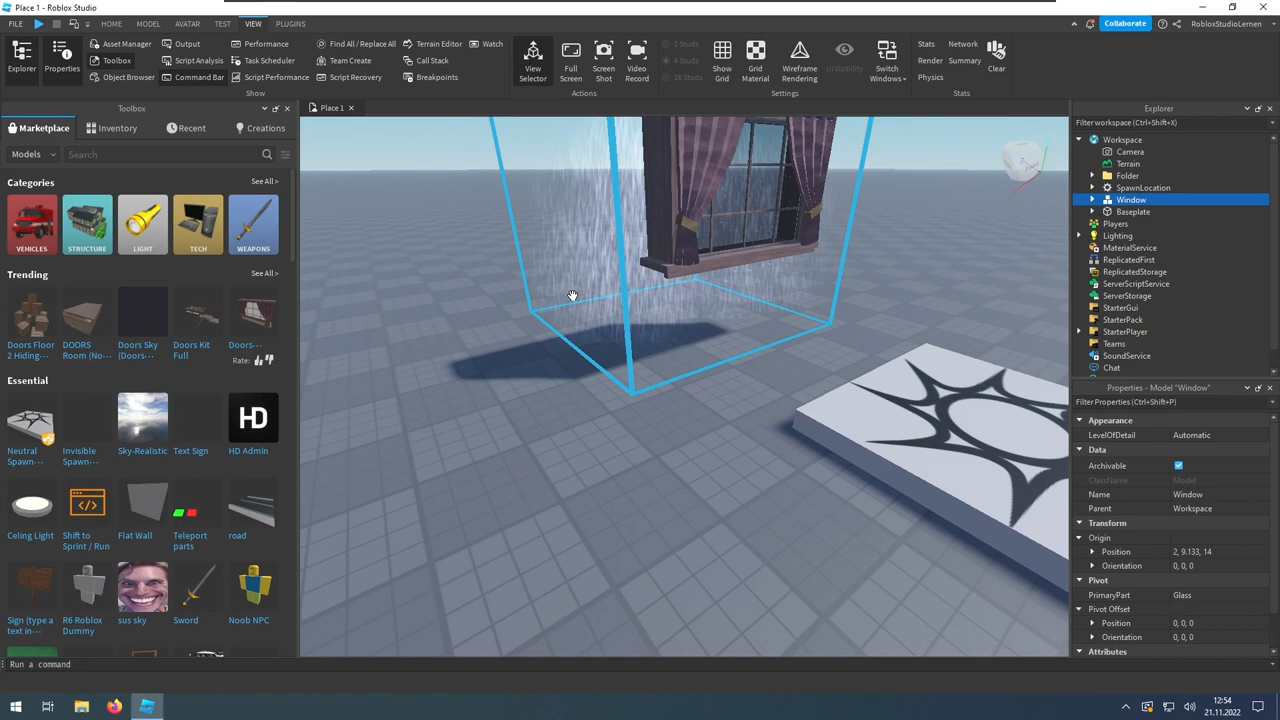 Place 1 - Roblox Studio
FILE HOME MODEL AVATAR TEST VIEW PLUGINS Collaborate RobloxStudioLernen
Explorer Properties
Asset Manager Output Performance Find All / Replace All Terrain Editor Watch
Toolbox Script Analysis Task Scheduler Team Create Call Stack
Object Browser Command Bar Script Performance Script Recovery Breakpoints
Show
View Selector Full Screen Screen Shot Video Record
Actions
2 Studs
4 Studs
16 Studs
Show Grid Grid Material Wireframe Rendering UI Visibility Switch Windows
Settings
Stats Network
Render Summary
Physics
Clear
Stats
Toolbox
Marketplace Inventory Recent Creations
Models Search
Categories See All >
VEHICLES STRUCTURE LIGHT TECH WEAPONS
Trending See All >
Doors Floor 2 Hiding···
DOORS Room (No···
Doors Sky (Doors···
Doors Kit Full
Doors···
Rate:
Essential See All >
HD
Neutral Spawn···
Invisible Spawn···
Sky-Realistic
Text Sign
HD Admin
Celing Light
Shift to Sprint / Run
Flat Wall
Teleport parts
road
Sign (type a text in···
R6 Roblox Dummy
sus sky
Sword
Noob NPC
Run a command
Place 1
Explorer
Filter workspace (Ctrl+Shift+X)
Workspace
Camera
Terrain
Folder
SpawnLocation
Window
Baseplate
Players
Lighting
MaterialService
ReplicatedFirst
ReplicatedStorage
ServerScriptService
ServerStorage
StarterGui
StarterPack
StarterPlayer
Teams
SoundService
Chat
Properties - Model "Window"
Filter Properties (Ctrl+Shift+P)
Appearance
LevelOfDetail Automatic
Data
Archivable
ClassName Model
Name Window
Parent Workspace
Transform
Origin
Position 2, 9.133, 14
Orientation 0, 0, 0
Pivot
PrimaryPart Glass
Pivot Offset
Position 0, 0, 0
Orientation 0, 0, 0
Attributes
12:54
21.11.2022